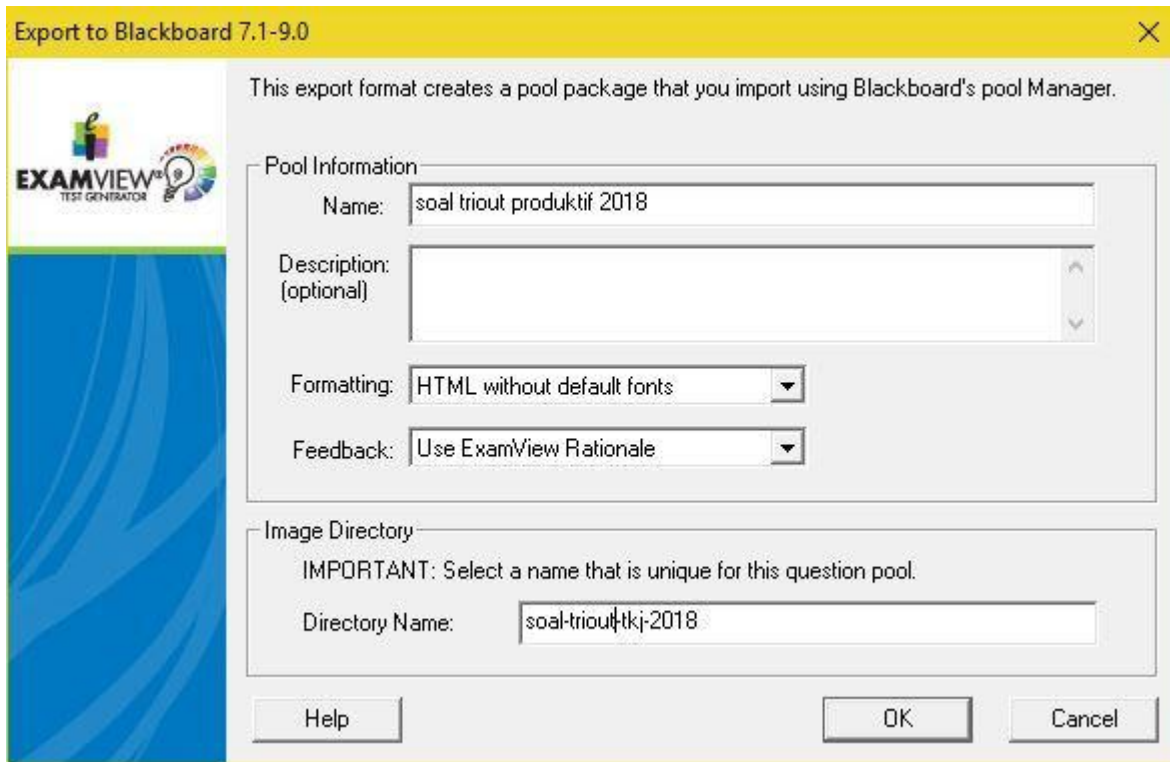 Export to Blackboard 7.1-9.0
This export format creates a pool package that you import using Blackboard's pool Manager.
EXAMVIEW®
TEST GENERATOR
Pool Information
Name: soal triout produktif 2018
Description:
(optional)
Formatting: HTML without default fonts
Feedback: Use ExamView Rationale
Image Directory
IMPORTANT: Select a name that is unique for this question pool.
Directory Name: soal-triout-tkj-2018
Help OK Cancel